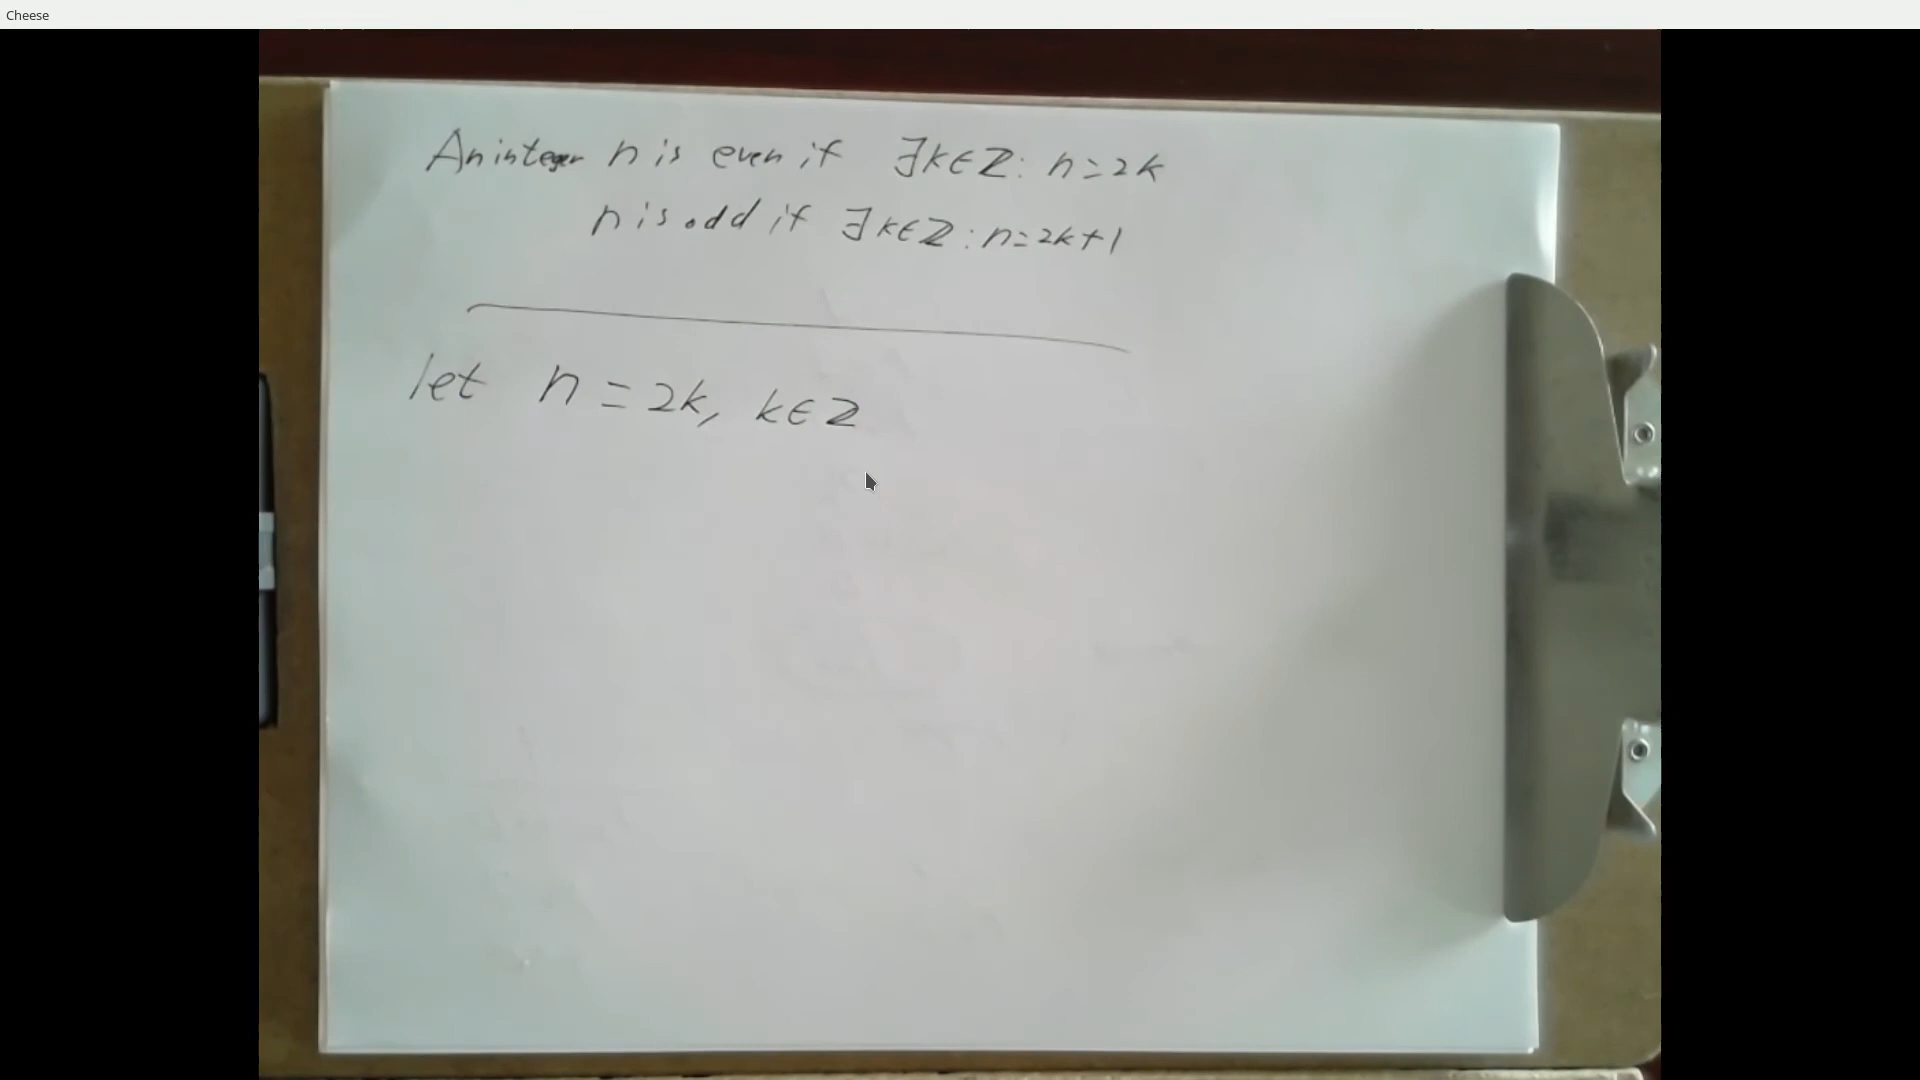 Cheese
An integer n is even if ∃k∈ℤ: n=2k
n is odd if ∃k∈ℤ: n=2k+1
let n = 2k, k∈ℤ